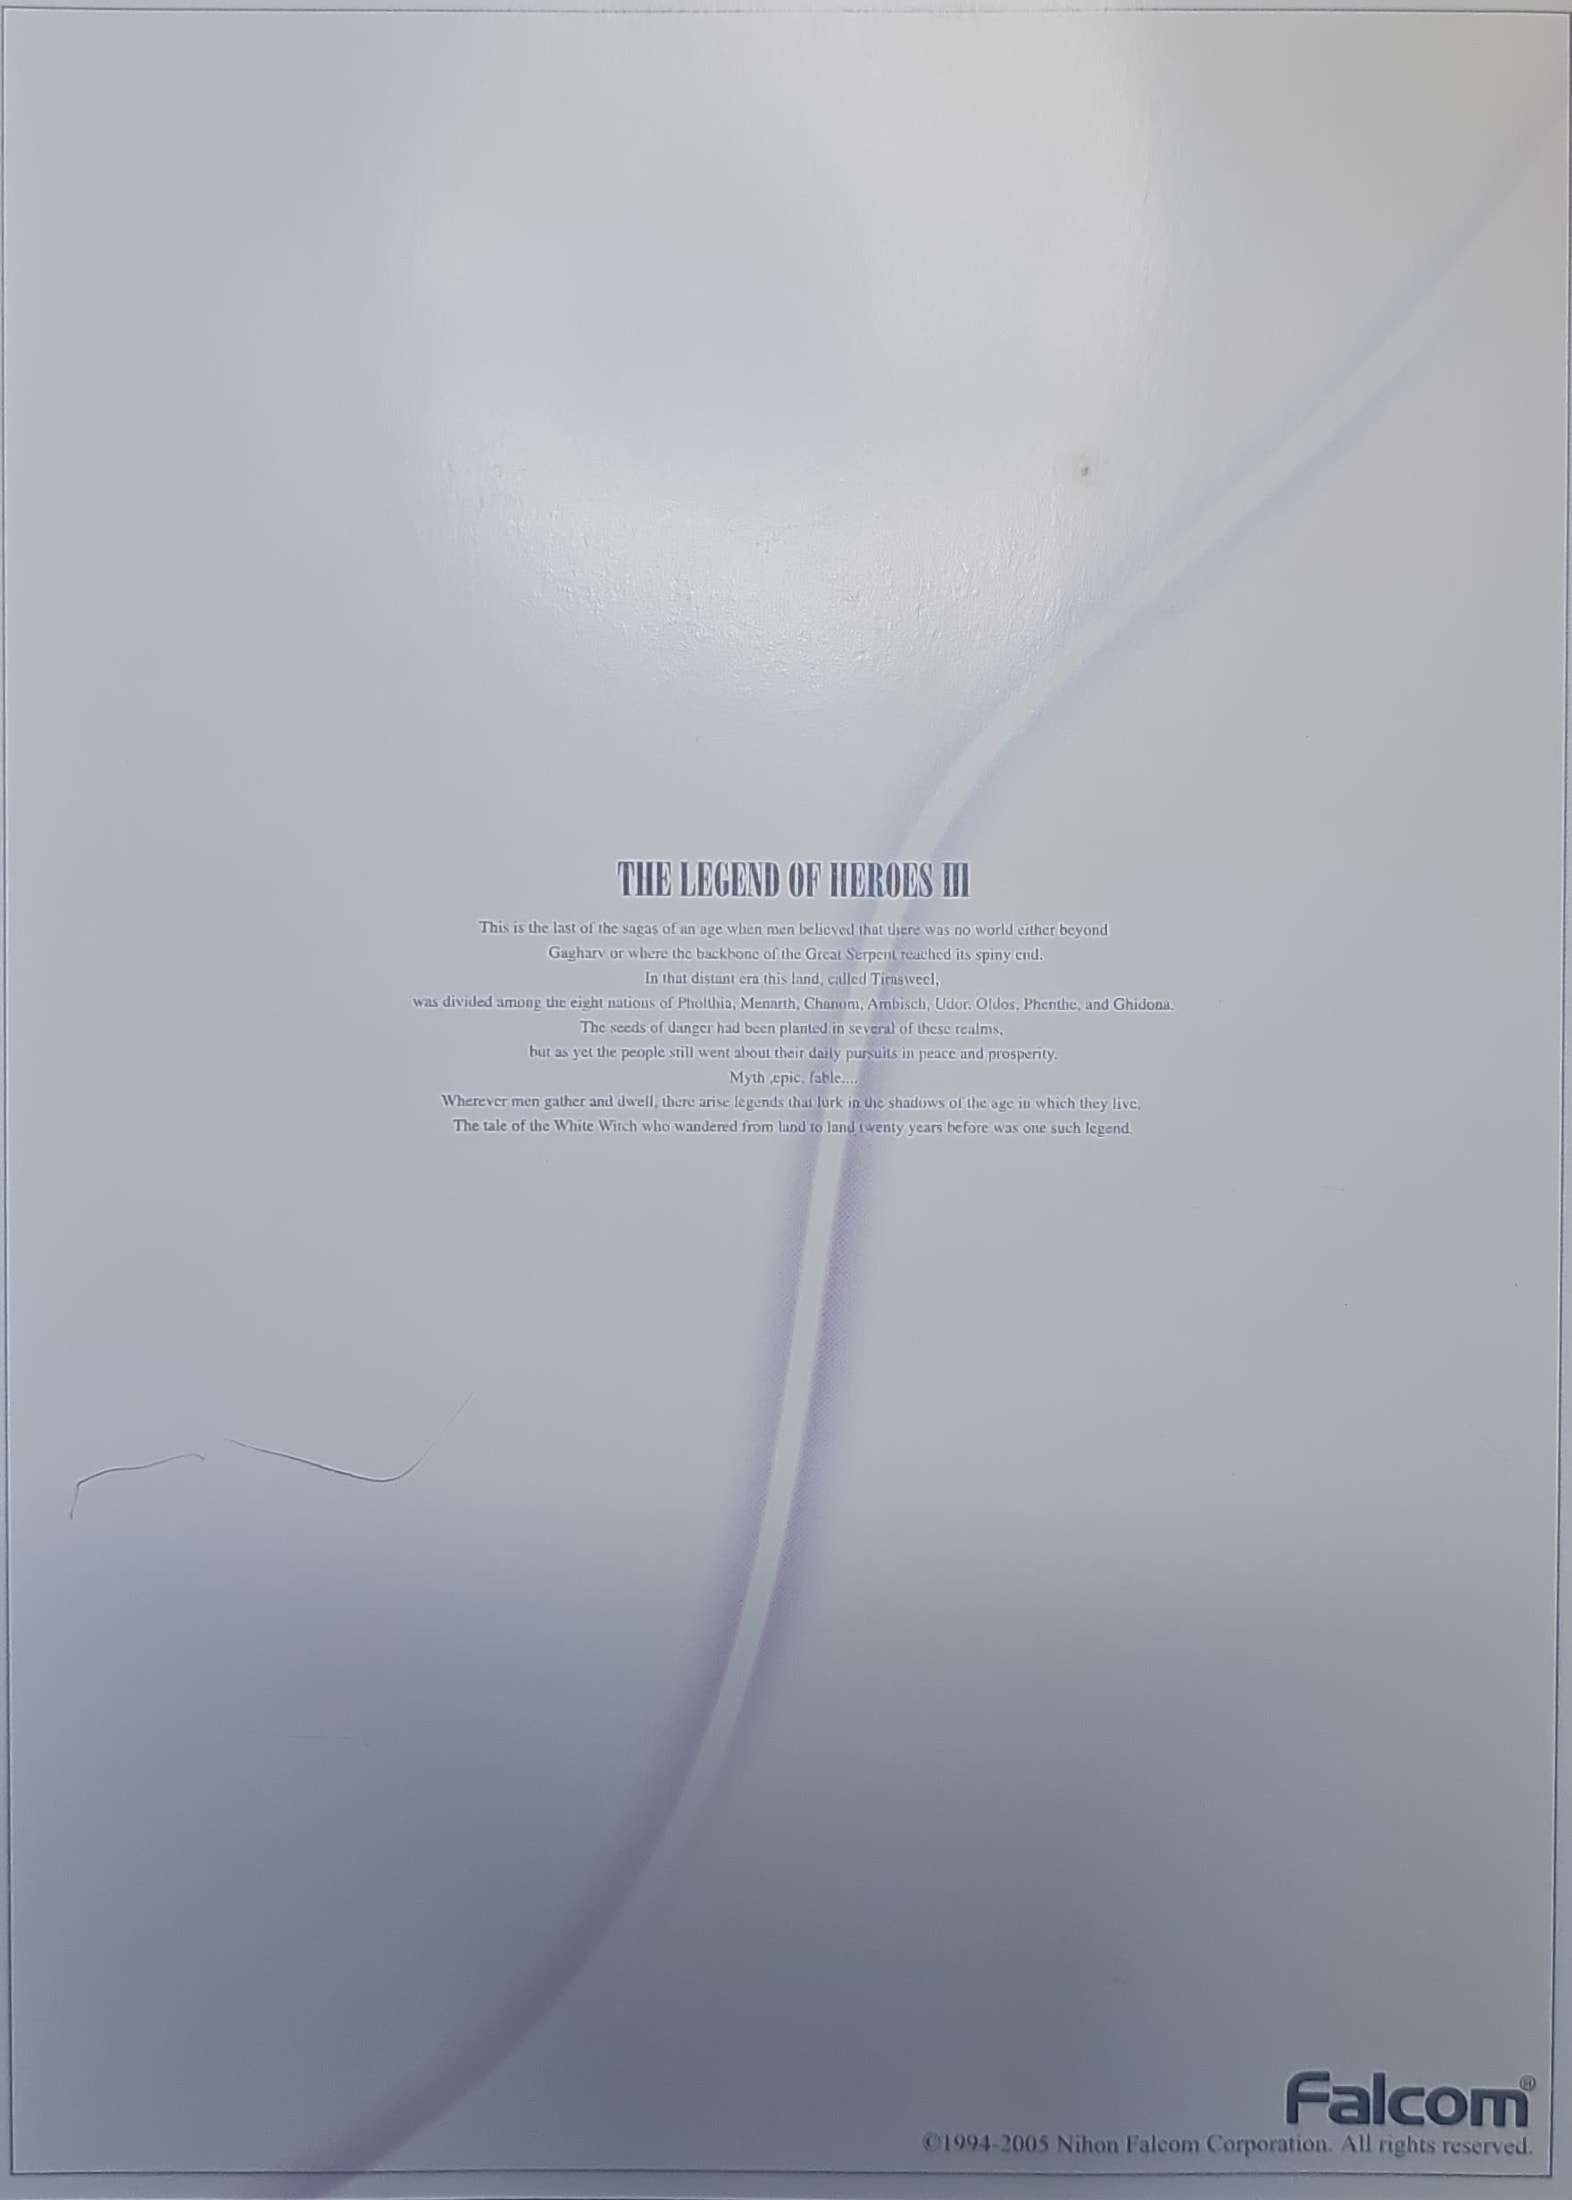 THE LEGEND OF HEROES III
This is the last of the sagas of an age when men believed that there was no world either beyond
Gagharv or where the backbone of the Great Serpent reached its spiny end.
In that distant era this land, called Tirasweel,
was divided among the eight nations of Pholthia, Menarth, Chanom, Ambisch, Udor, Oldos, Phenthe, and Ghidona.
The seeds of danger had been planted in several of these realms,
but as yet the people still went about their daily pursuits in peace and prosperity.
Myth ,epic, fable....
Wherever men gather and dwell, there arise legends that lurk in the shadows of the age in which they live.
The tale of the White Witch who wandered from land to land twenty years before was one such legend.
Falcom®
©1994-2005 Nihon Falcom Corporation. All rights reserved.